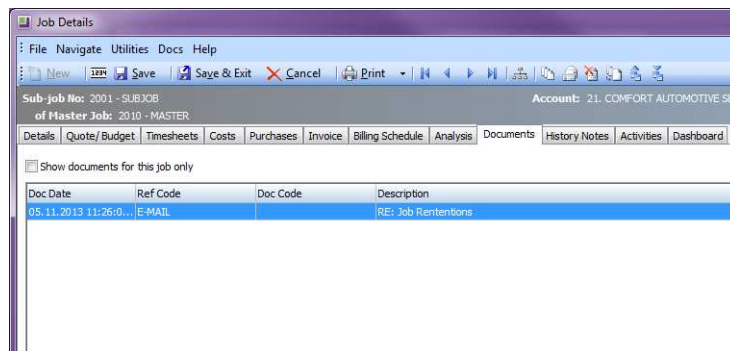 Job Details
File Navigate Utilities Docs Help
New 1234 Save Save & Exit Cancel Print
Sub-job No: 2001 - SUBJOB Account: 21. COMFORT AUTOMOTIVE
of Master Job: 2010 - MASTER
Details Quote/ Budget Timesheets Costs Purchases Invoice Billing Schedule Analysis Documents History Notes Activities Dashboard
Show documents for this job only
Doc Date Ref Code Doc Code Description
05.11.2013 11:26:0... E-MAIL RE: Job Rententions